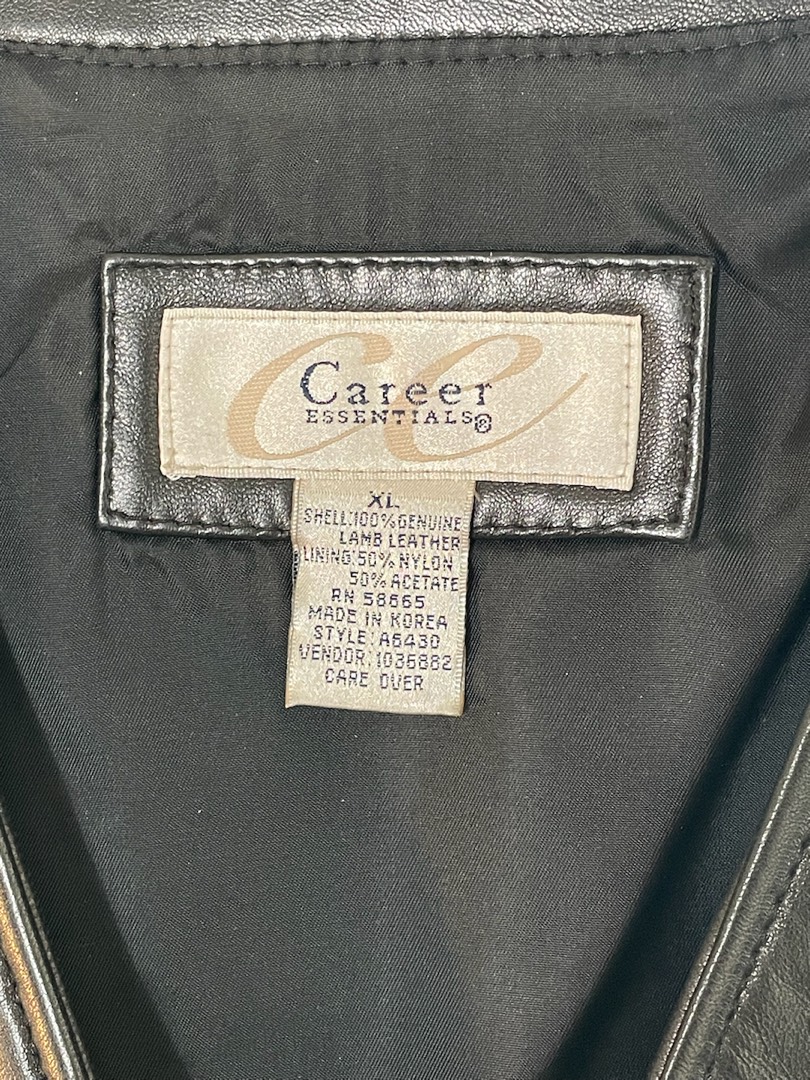 ce
Career
ESSENTIALS®
XL
SHELL:100% GENUINE
LAMB LEATHER
LINING:50% NYLON
50% ACETATE
RN 58665
MADE IN KOREA
STYLE: A6430
VENDOR: 1036882
CARE OVER